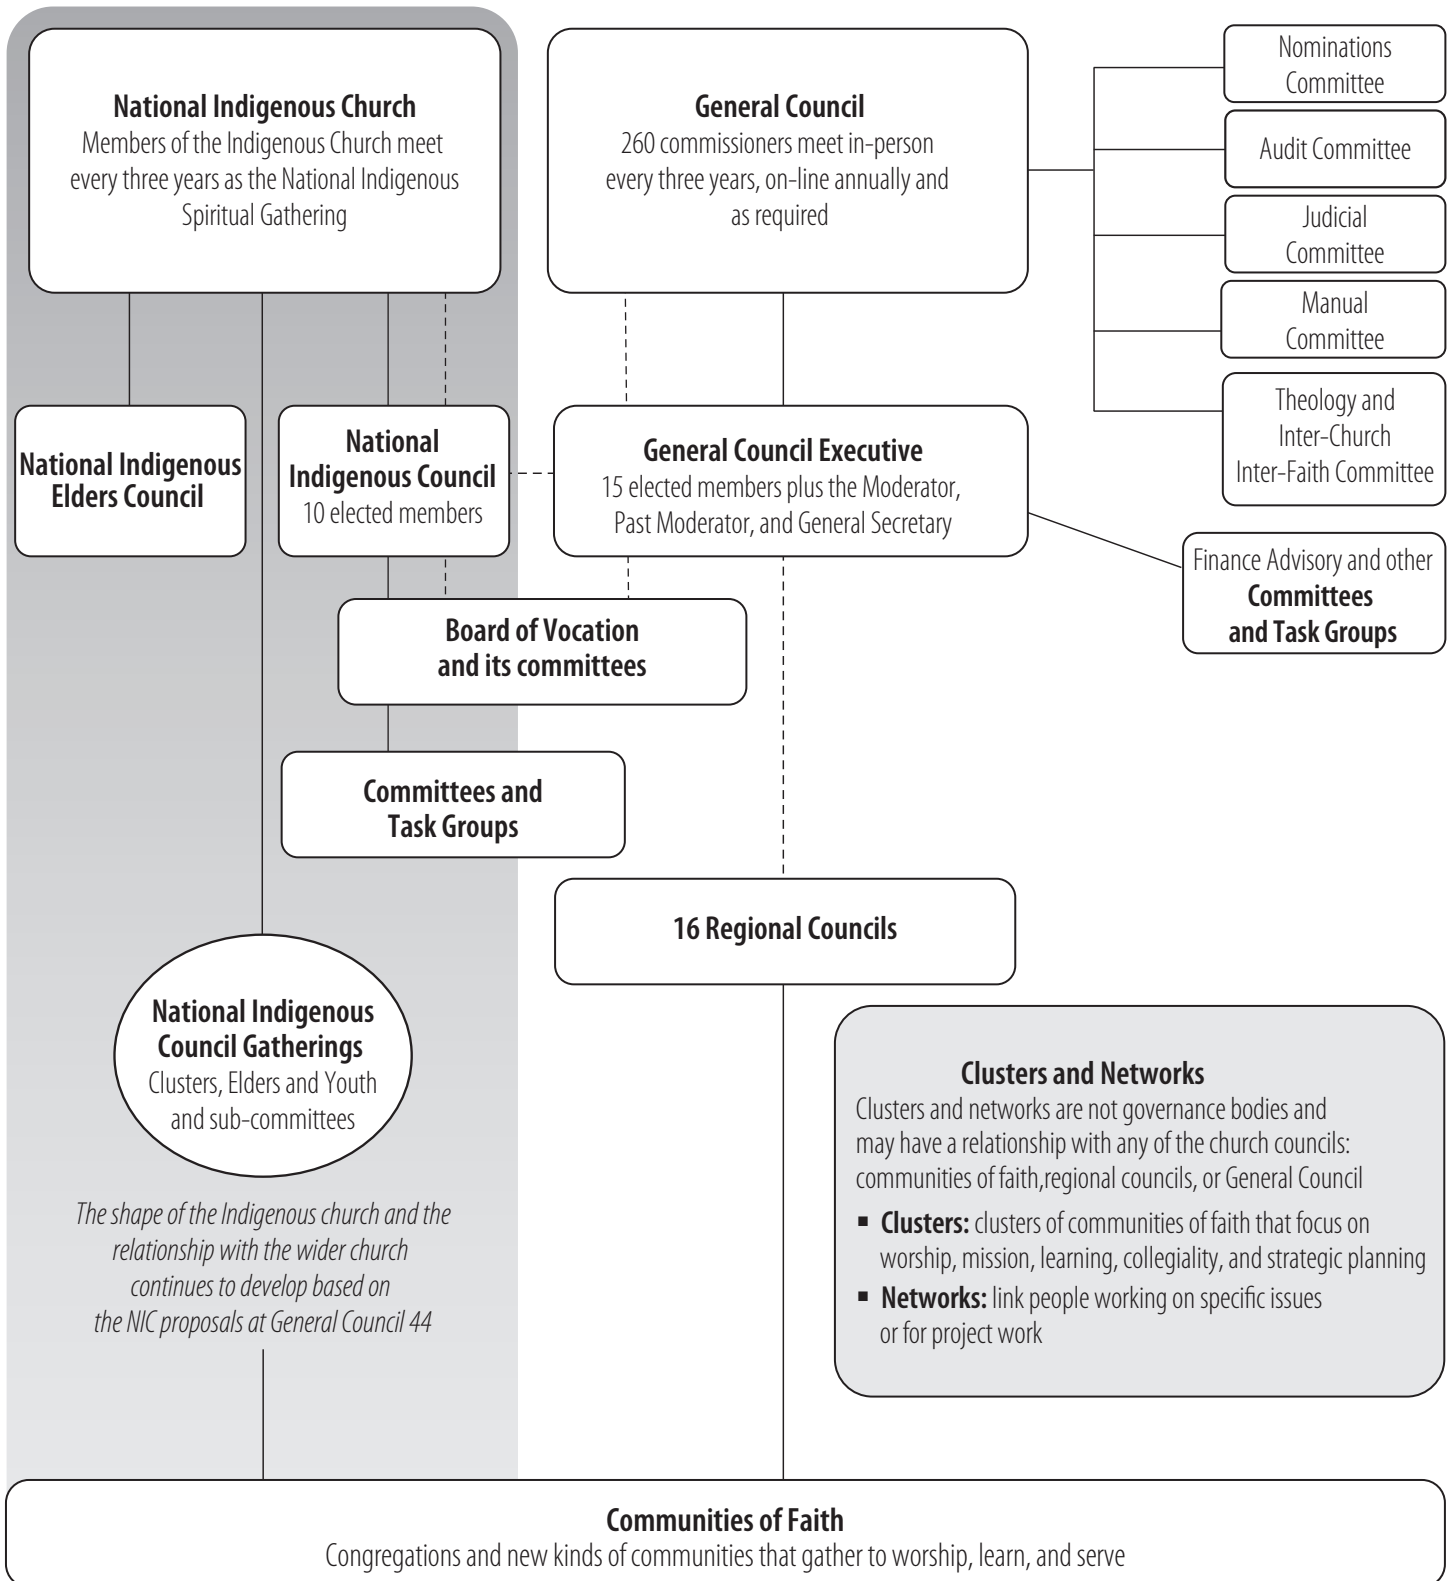 National Indigenous Church
Members of the Indigenous Church meet
every three years as the National Indigenous
Spiritual Gathering
General Council
260 commissioners meet in-person
every three years, on-line annually and
as required
Nominations
Committee
Audit Committee
Judicial
Committee
Manual
Committee
Theology and
Inter-Church
Inter-Faith Committee
National Indigenous
Elders Council
National
Indigenous Council
10 elected members
General Council Executive
15 elected members plus the Moderator,
Past Moderator, and General Secretary
Finance Advisory and other
Committees
and Task Groups
Board of Vocation
and its committees
Committees and
Task Groups
16 Regional Councils
National Indigenous
Council Gatherings
Clusters, Elders and Youth
and sub-committees
The shape of the Indigenous church and the
relationship with the wider church
continues to develop based on
the NIC proposals at General Council 44
Clusters and Networks
Clusters and networks are not governance bodies and
may have a relationship with any of the church councils:
communities of faith,regional councils, or General Council
▪ Clusters: clusters of communities of faith that focus on
worship, mission, learning, collegiality, and strategic planning
▪ Networks: link people working on specific issues
or for project work
Communities of Faith
Congregations and new kinds of communities that gather to worship, learn, and serve